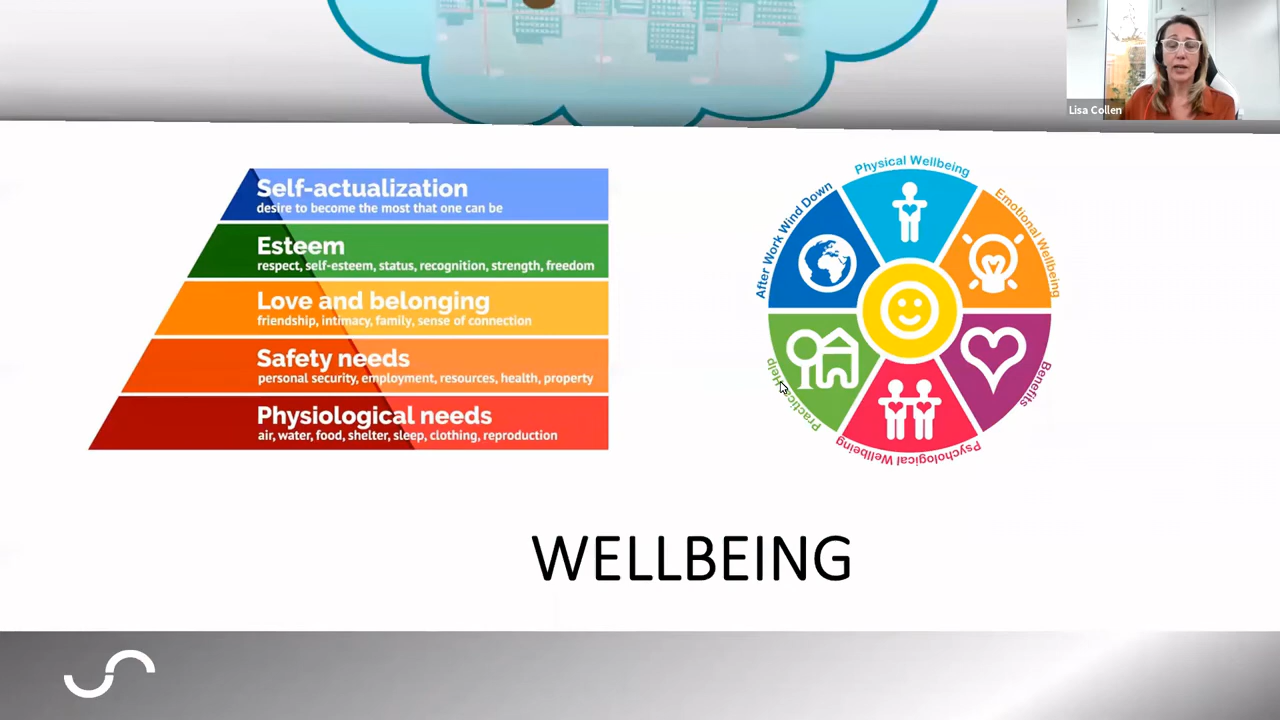 Lisa Collen
Self-actualization
desire to become the most that one can be
Esteem
respect, self-esteem, status, recognition, strength, freedom
Love and belonging
friendship, intimacy, family, sense of connection
Safety needs
personal security, employment, resources, health, property
Physiological needs
air, water, food, shelter, sleep, clothing, reproduction
Physical Wellbeing
Emotional Wellbeing
Benefits
Psychological Wellbeing
Practical Help
After Work Wind Down
WELLBEING